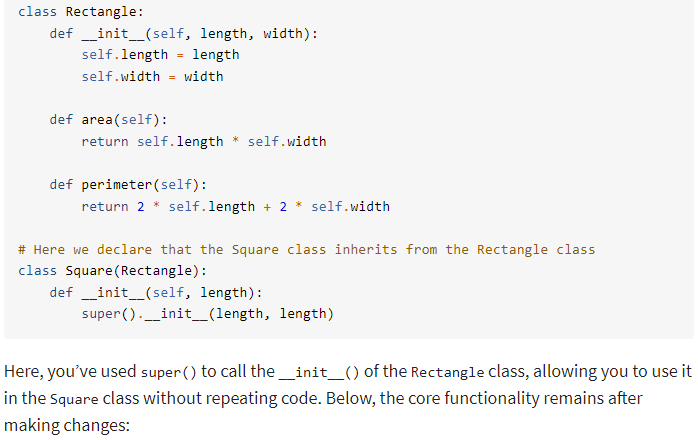 class Rectangle:
    def __init__(self, length, width):
        self.length = length
        self.width = width

    def area(self):
        return self.length * self.width

    def perimeter(self):
        return 2 * self.length + 2 * self.width

# Here we declare that the Square class inherits from the Rectangle class
class Square(Rectangle):
    def __init__(self, length):
        super().__init__(length, length)

Here, you’ve used super() to call the __init__() of the Rectangle class, allowing you to use it
in the Square class without repeating code. Below, the core functionality remains after
making changes: